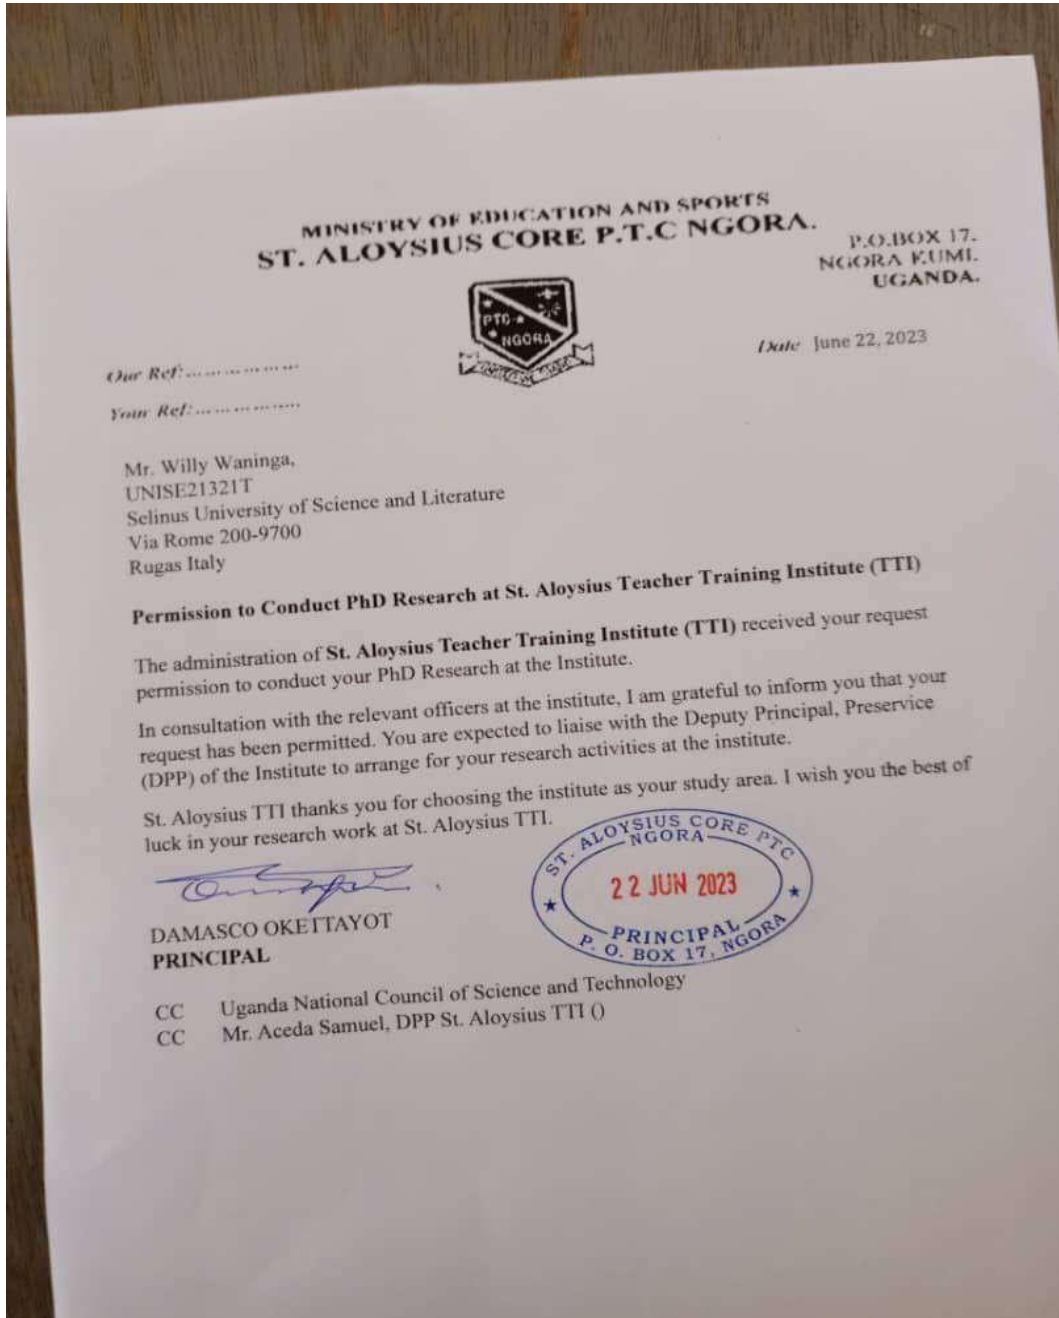 MINISTRY OF EDUCATION AND SPORTS
ST. ALOYSIUS CORE P.T.C NGORA.
P.O.BOX 17.
NGORA KUMI.
UGANDA.
PTC
NGORA
Date June 22, 2023
Our Ref:……………….
Your Ref:……………….
Mr. Willy Waninga,
UNISE21321T
Selinus University of Science and Literature
Via Rome 200-9700
Rugas Italy
Permission to Conduct PhD Research at St. Aloysius Teacher Training Institute (TTI)
The administration of St. Aloysius Teacher Training Institute (TTI) received your request
permission to conduct your PhD Research at the Institute.
In consultation with the relevant officers at the institute, I am grateful to inform you that your
request has been permitted. You are expected to liaise with the Deputy Principal, Preservice
(DPP) of the Institute to arrange for your research activities at the institute.
St. Aloysius TTI thanks you for choosing the institute as your study area. I wish you the best of
luck in your research work at St. Aloysius TTI.
ST. ALOYSIUS CORE PTC
NGORA
22 JUN 2023
PRINCIPAL
P. O. BOX 17, NGORA
DAMASCO OKETTAYOT
PRINCIPAL
CC Uganda National Council of Science and Technology
CC Mr. Aceda Samuel, DPP St. Aloysius TTI ()